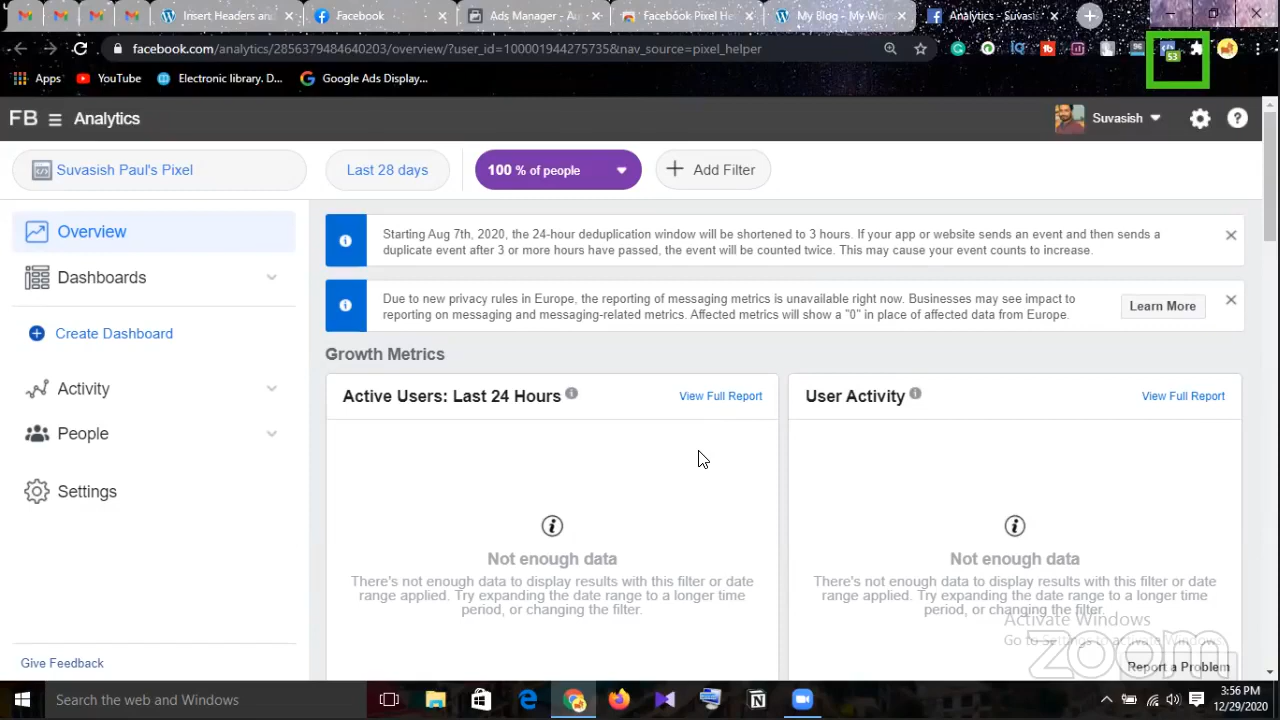 Insert Headers an
Facebook
Ads Manager - Au
Facebook Pixel He
My Blog - My Wo
Analytics - Suvasis
facebook.com/analytics/2856379484640203/overview/?user_id=1000019442757358&nav_source=pixel_helper
53
Apps
YouTube
Electronic library. D...
Google Ads Display...
FB
Analytics
Suvasish
Suvasish Paul's Pixel
Last 28 days
100 % of people
Add Filter
Overview
Dashboards
Create Dashboard
Activity
People
Settings
Give Feedback
Starting Aug 7th, 2020, the 24-hour deduplication window will be shortened to 3 hours. If your app or website sends an event and then sends a
duplicate event after 3 or more hours have passed, the event will be counted twice. This may cause your event counts to increase.
Due to new privacy rules in Europe, the reporting of messaging metrics is unavailable right now. Businesses may see impact to
reporting on messaging and messaging-related metrics. Affected metrics will show a "0" in place of affected data from Europe.
Learn More
Growth Metrics
Active Users: Last 24 Hours
View Full Report
Not enough data
There's not enough data to display results with this filter or date
range applied. Try expanding the date range to a longer time
period, or changing the filter.
User Activity
View Full Report
Not enough data
There's not enough data to display results with this filter or date
range applied. Try expanding the date range to a longer time
period, or changing the filter.
Activate Windows
Go to Settings to activate Windows.
zoom
Report a Problem
Search the web and Windows
3:56 PM
12/29/2020